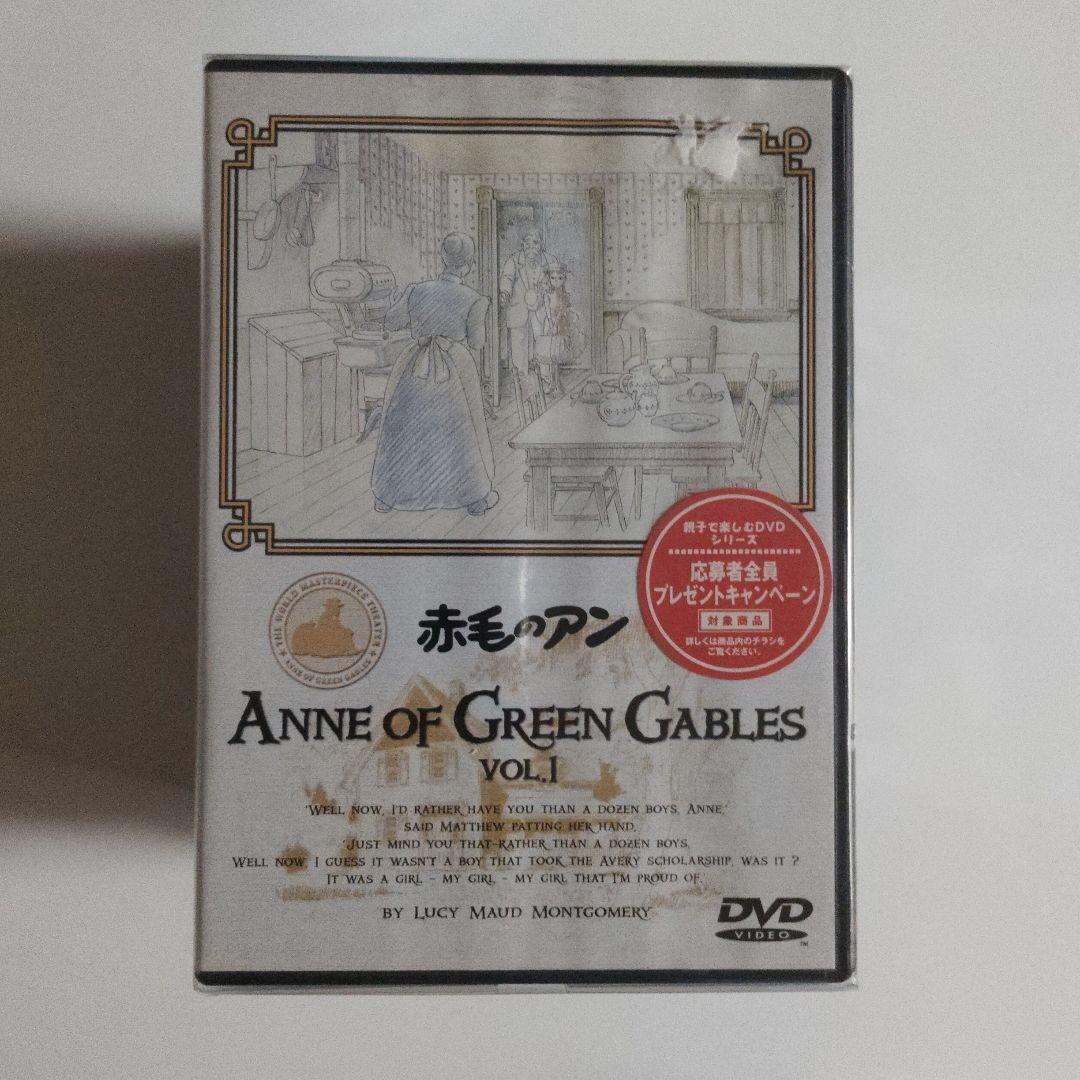 親子で楽しむDVD
シリーズ
応募者全員
プレゼントキャンペーン
対象商品
詳しくは商品内のチラシを
ご覧ください。
THE WORLD MASTERPIECE THEATER
ANNE OF GREEN GABLES
赤毛のアン
ANNE OF GREEN GABLES
VOL.1
'WELL NOW, I'D RATHER HAVE YOU THAN A DOZEN BOYS, ANNE,'
SAID MATTHEW PATTING HER HAND.
'JUST MIND YOU THAT-RATHER THAN A DOZEN BOYS.
WELL NOW, I GUESS IT WASN'T A BOY THAT TOOK THE AVERY SCHOLARSHIP, WAS IT ?
IT WAS A GIRL - MY GIRL - MY GIRL THAT I'M PROUD OF.'
BY LUCY MAUD MONTGOMERY
DVD
VIDEO
TM